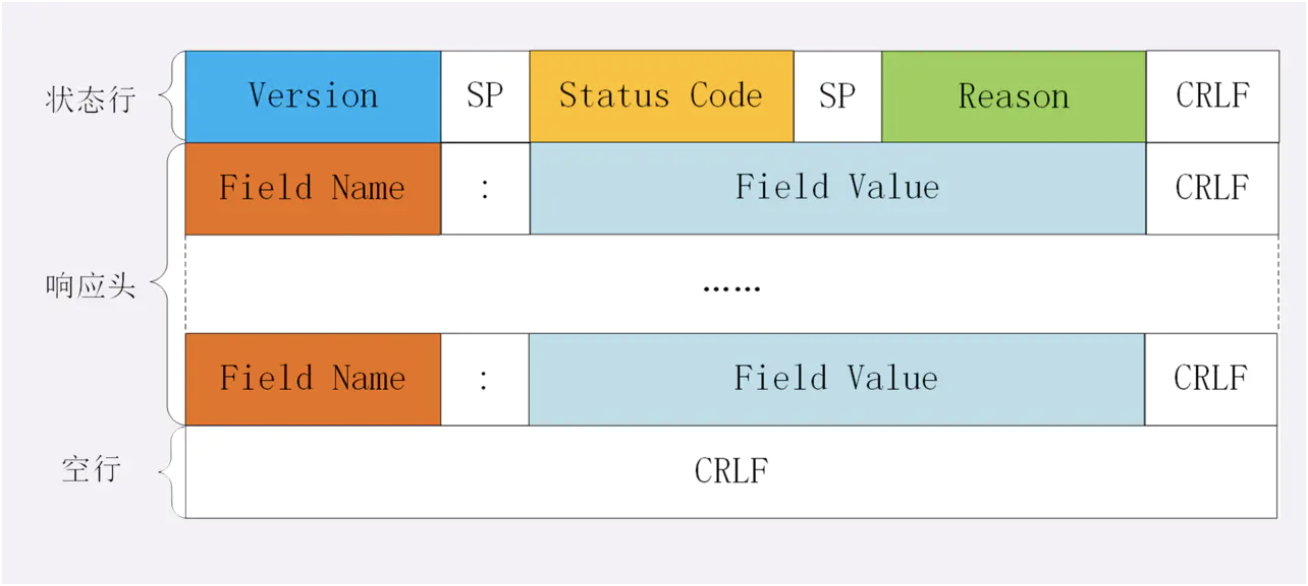 状态行 Version SP Status Code SP Reason CRLF
Field Name : Field Value CRLF
响应头 ......
Field Name : Field Value CRLF
空行 CRLF